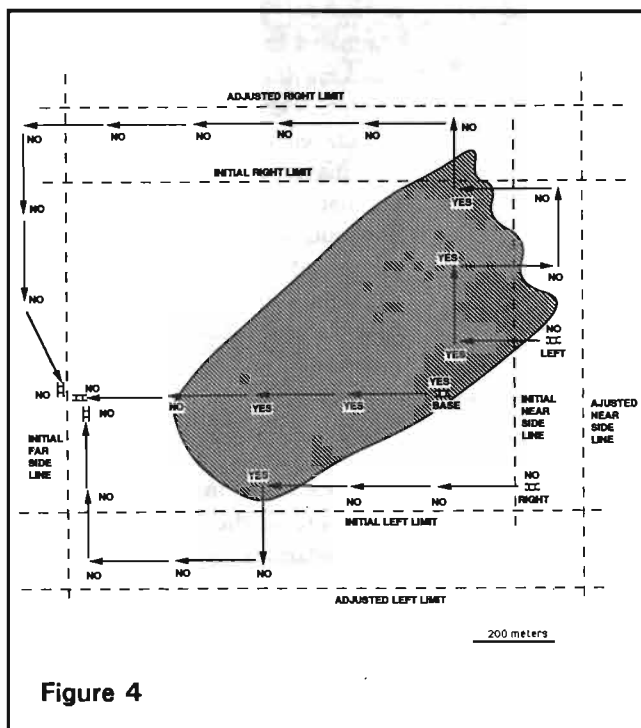 ADJUSTED RIGHT LIMIT
NO
NO NO NO NO NO
NO
INITIAL RIGHT LIMIT
NO
YES
NO
YES
NO
NO
NO
LEFT
YES
NO
NO
NO
YES
BASE
NO
YES
YES
NO
INITIAL
FAR
SIDE
LINE
INITIAL
NEAR
SIDE
LINE
AJUSTED
NEAR
SIDE
LINE
YES
NO
RIGHT
NO
NO
NO
INITIAL LEFT LIMIT
NO
NO
NO
ADJUSTED LEFT LIMIT
200 meters
Figure 4